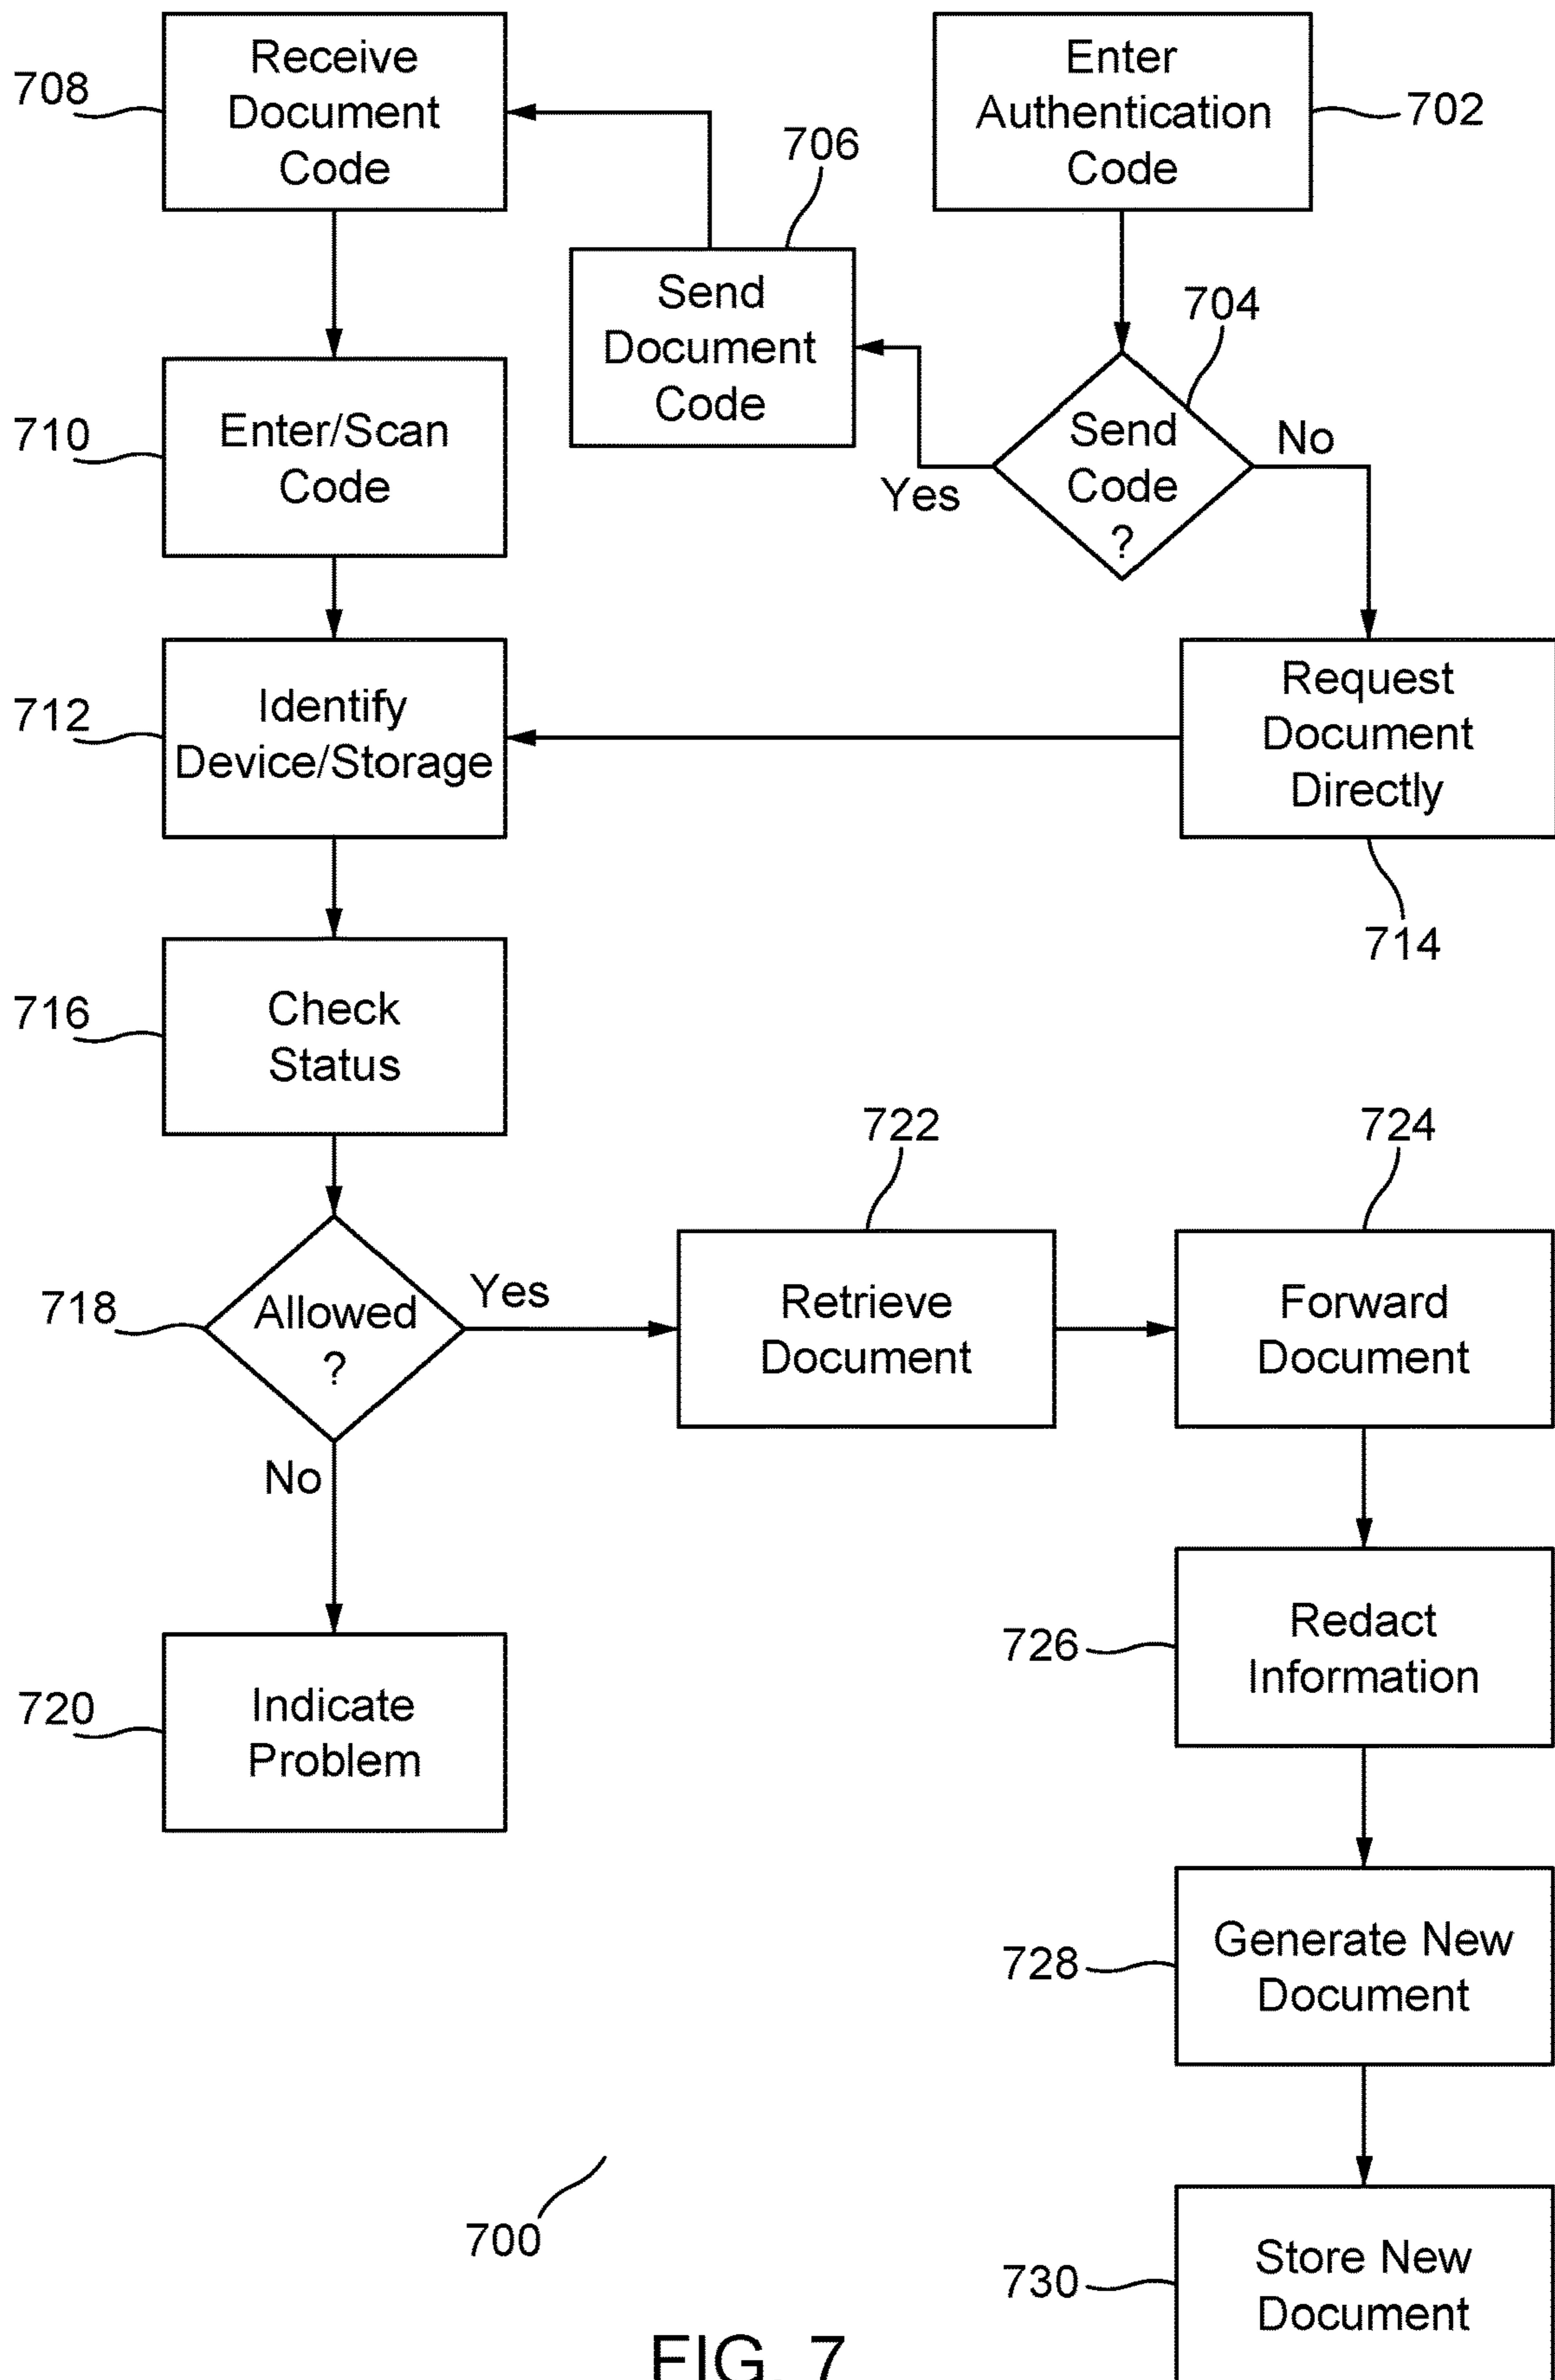 708
Receive
Document
Code
Enter
Authentication
Code
702
706
Send
Document
Code
704
Send
Code
?
Yes
No
710
Enter/Scan
Code
712
Identify
Device/Storage
Request
Document
Directly
714
716
Check
Status
718
Allowed
?
Yes
No
722
Retrieve
Document
724
Forward
Document
720
Indicate
Problem
726
Redact
Information
728
Generate New
Document
700
730
Store New
Document
FIG. 7